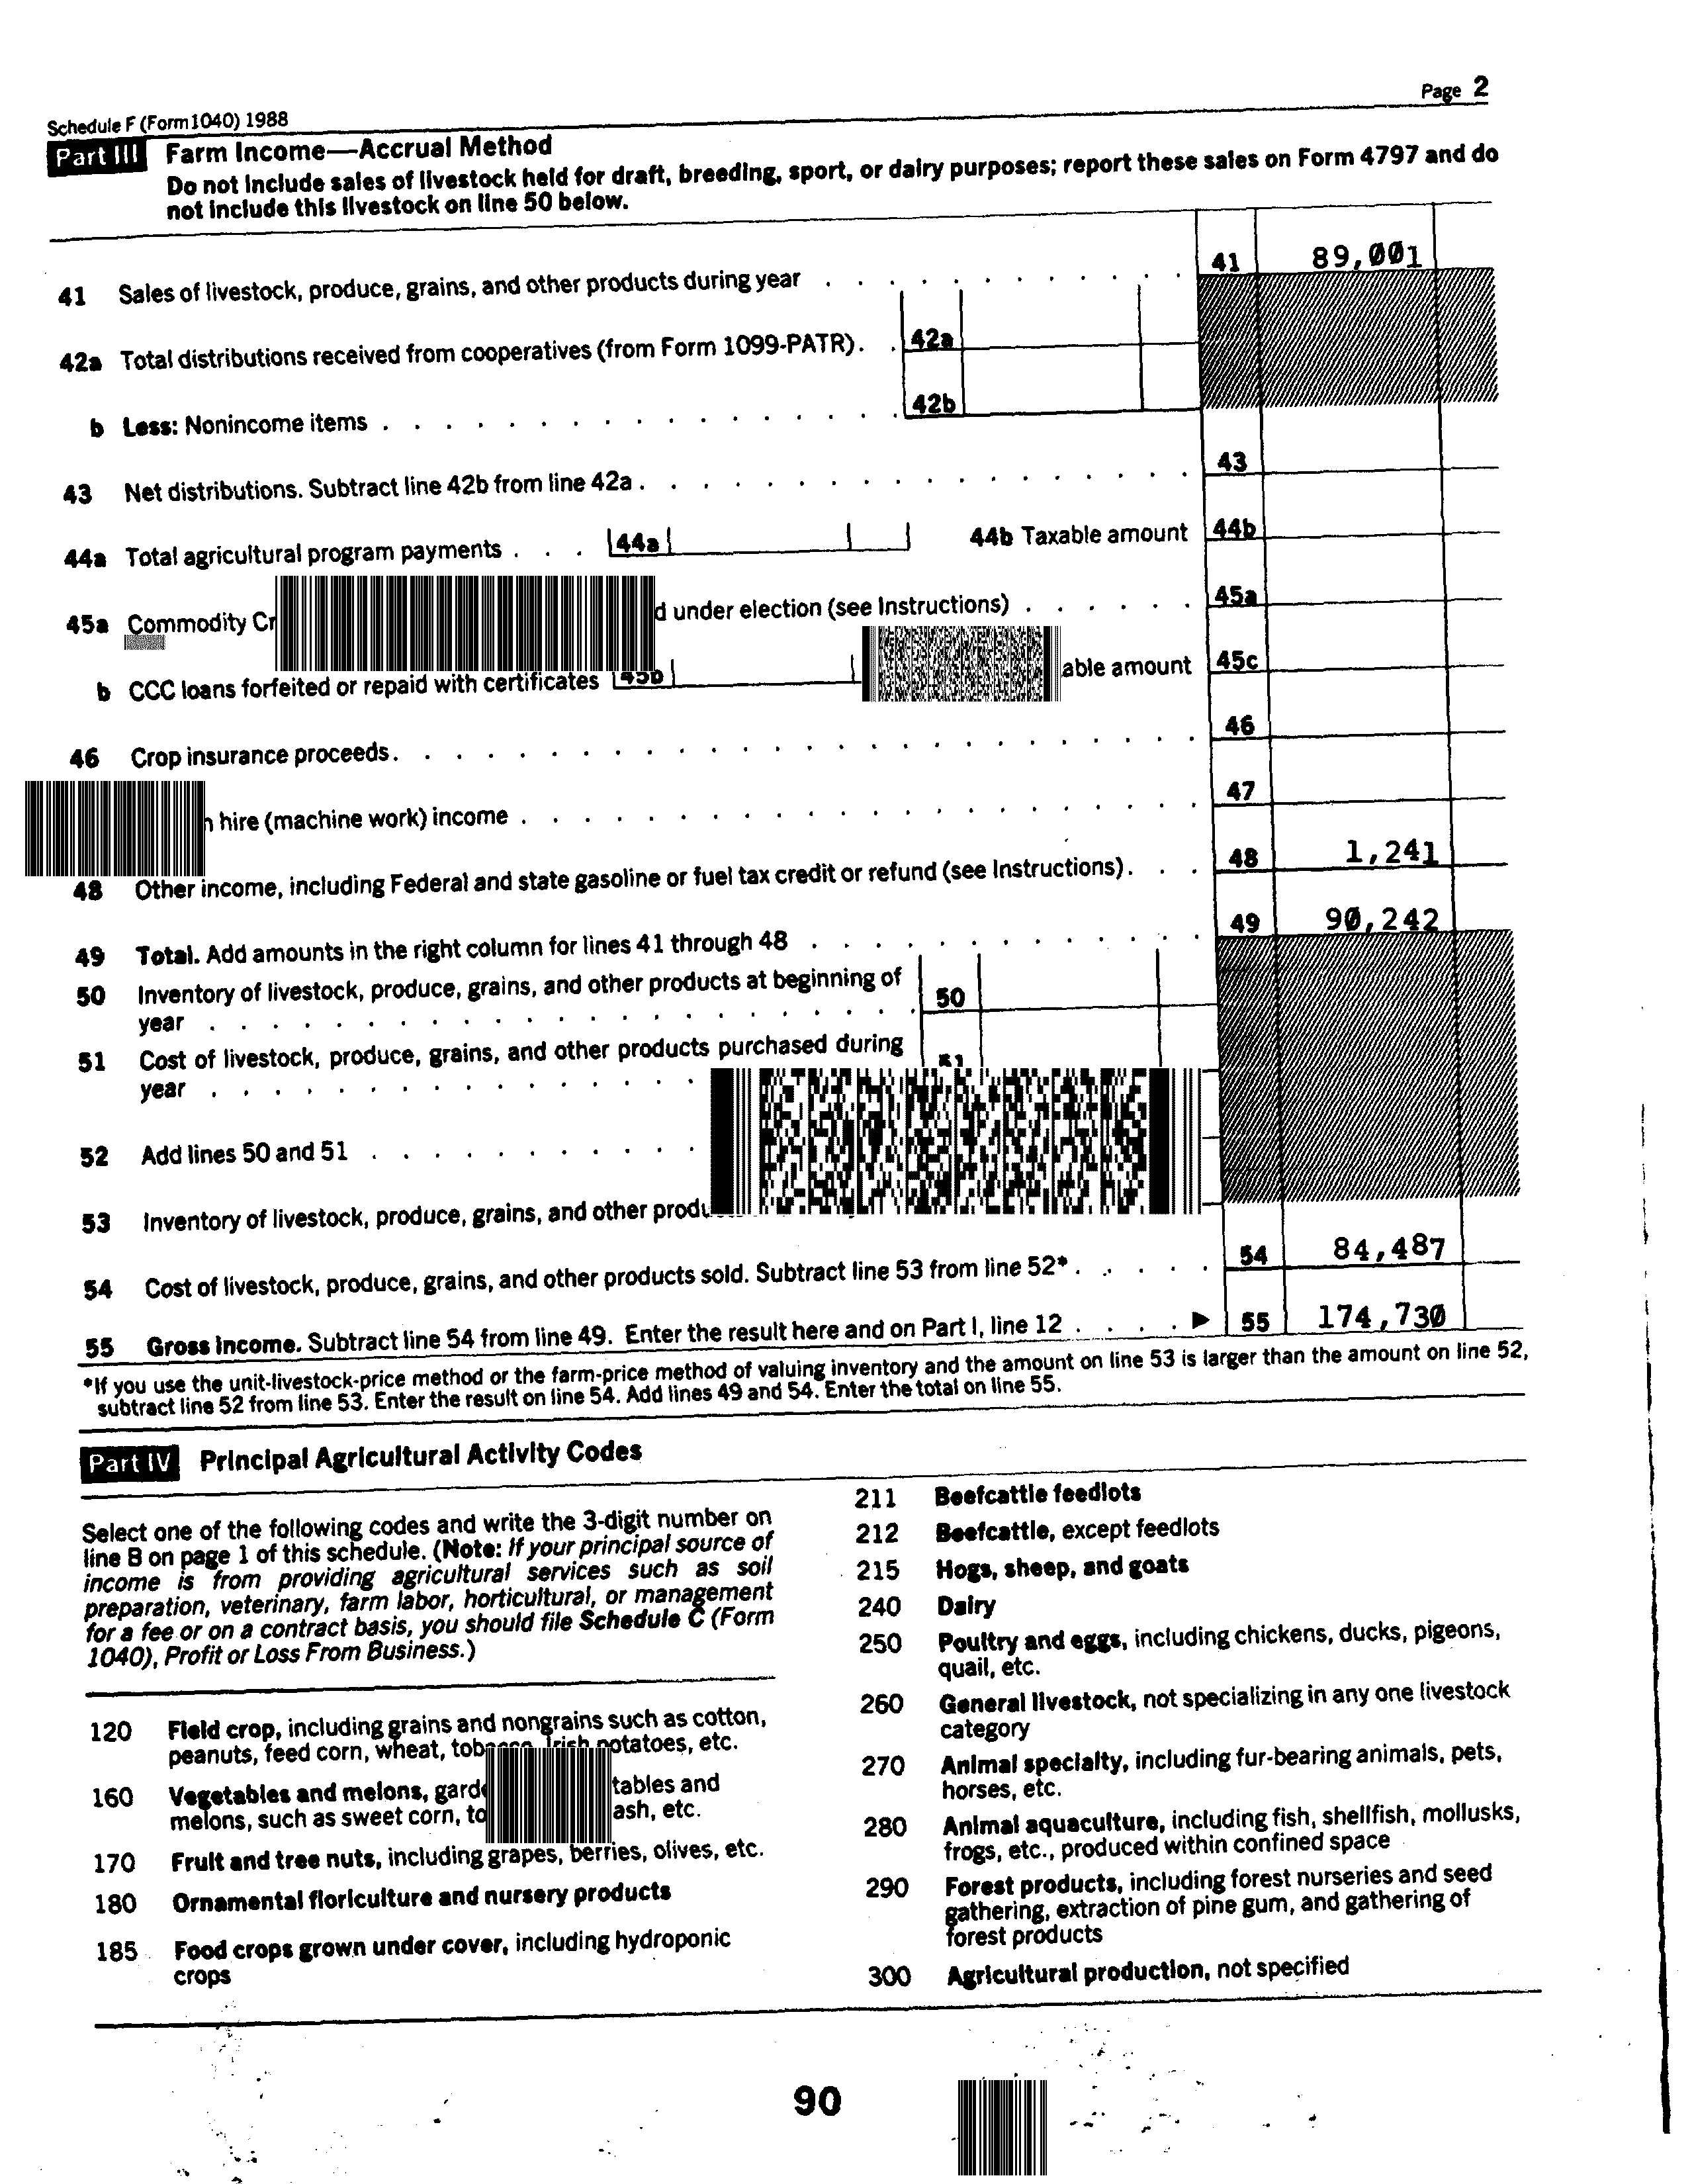 Schedule F (Form 1040) 1988 Page 2
Part III Farm Income—Accrual Method
Do not include sales of livestock held for draft, breeding, sport, or dairy purposes; report these sales on Form 4797 and do
not include this livestock on line 50 below.
41 Sales of livestock, produce, grains, and other products during year . . . . . . . . . . . . 41 89,001
42a Total distributions received from cooperatives (from Form 1099-PATR) . . 42a
b Less: Nonincome items . . . . . . . . . . . . . . . . . 42b
43 Net distributions. Subtract line 42b from line 42a . . . . . . . . . . . . . . . . . . 43
44a Total agricultural program payments . . . 44a 44b Taxable amount 44b
45a Commodity d under election (see Instructions) . . . . . . 45a
b CCC loans forfeited or repaid with certificates 45b able amount 45c
46 Crop insurance proceeds . . . . . . . . . . . . . . . . . . . . . . . . . . 46
hire (machine work) income . . . . . . . . . . . . . . . . . . . . . . 47
48 Other income, including Federal and state gasoline or fuel tax credit or refund (see Instructions) . . . 48 1,241
49 Total. Add amounts in the right column for lines 41 through 48 . . . . . . . . . . . . . 49 90,242
50 Inventory of livestock, produce, grains, and other products at beginning of
year . . . . . . . . . . . . . . . . . . . . . . . 50
51 Cost of livestock, produce, grains, and other products purchased during
year . . . . . . . . . . . . . . . . 51
52 Add lines 50 and 51 . . . . . . . . . . .
53 Inventory of livestock, produce, grains, and other
54 Cost of livestock, produce, grains, and other products sold. Subtract line 53 from line 52* . . . . . 54 84,487
55 Gross income. Subtract line 54 from line 49. Enter the result here and on Part I, line 12 . . . . ▶ 55 174,730
*If you use the unit-livestock-price method or the farm-price method of valuing inventory and the amount on line 53 is larger than the amount on line 52,
subtract line 52 from line 53. Enter the result on line 54. Add lines 49 and 54. Enter the total on line 55.
Part IV Principal Agricultural Activity Codes
Select one of the following codes and write the 3-digit number on
line B on page 1 of this schedule. (Note: If your principal source of
income is from providing agricultural services such as soil
preparation, veterinary, farm labor, horticultural, or management
for a fee or on a contract basis, you should file Schedule C (Form
1040), Profit or Loss From Business.)
120 Field crop, including grains and nongrains such as cotton,
peanuts, feed corn, wheat, tobacco, Irish potatoes, etc.
160 Vegetables and melons, tables and
melons, such as sweet corn, ash, etc.
170 Fruit and tree nuts, including grapes, berries, olives, etc.
180 Ornamental floriculture and nursery products
185 Food crops grown under cover, including hydroponic
crops
211 Beefcattle feedlots
212 Beefcattle, except feedlots
215 Hogs, sheep, and goats
240 Dairy
250 Poultry and eggs, including chickens, ducks, pigeons,
quail, etc.
260 General livestock, not specializing in any one livestock
category
270 Animal specialty, including fur-bearing animals, pets,
horses, etc.
280 Animal aquaculture, including fish, shellfish, mollusks,
frogs, etc., produced within confined space
290 Forest products, including forest nurseries and seed
gathering, extraction of pine gum, and gathering of
forest products
300 Agricultural production, not specified
90